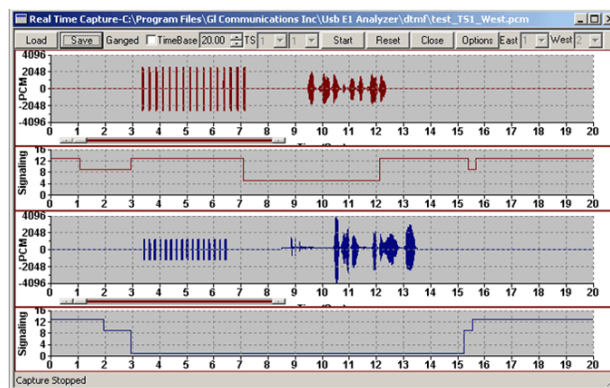 Real Time Capture-C:\Program Files\Gl Communications Inc\Usb E1 Analyzer\dtmf\test_TS1_West.pcm
Load Save Ganged TimeBase 20.00 TS 1 1 Start Reset Close Options East 1 West 2
4096
2048
0
-2048
-4096
PCM
0 1 2 3 4 5 6 7 8 9 10 11 12 13 14 15 16 17 18 19 20
16
12
8
4
0
Signaling
0 1 2 3 4 5 6 7 8 9 10 11 12 13 14 15 16 17 18 19 20
4096
2048
0
-2048
-4096
PCM
0 1 2 3 4 5 6 7 8 9 10 11 12 13 14 15 16 17 18 19 20
16
12
8
4
0
Signaling
0 1 2 3 4 5 6 7 8 9 10 11 12 13 14 15 16 17 18 19 20
Capture Stopped